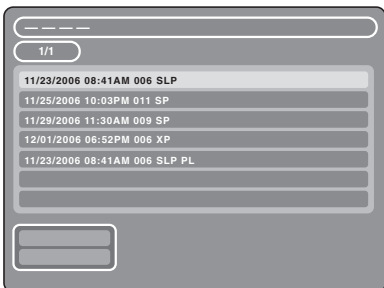 — — — —
1/1
11/23/2006 08:41AM 006 SLP
11/25/2006 10:03PM 011 SP
11/29/2006 11:30AM 009 SP
12/01/2006 06:52PM 006 XP
11/23/2006 08:41AM 006 SLP PL